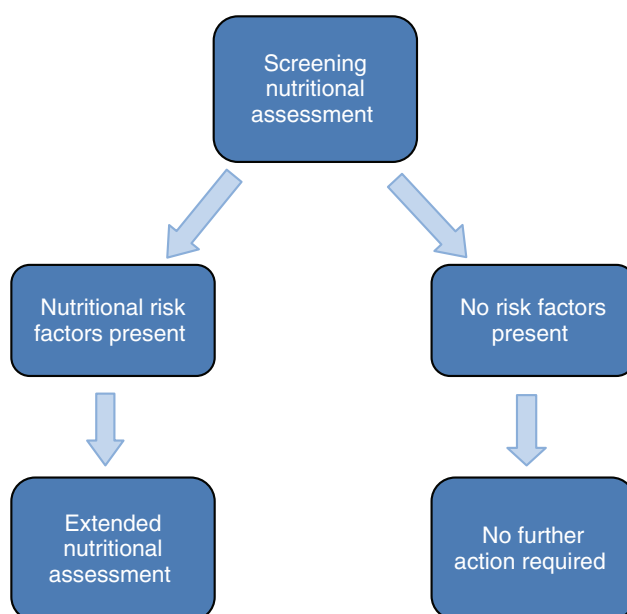 Screening
nutritional
assessment
Nutritional risk
factors present
No risk factors
present
Extended
nutritional
assessment
No further
action required